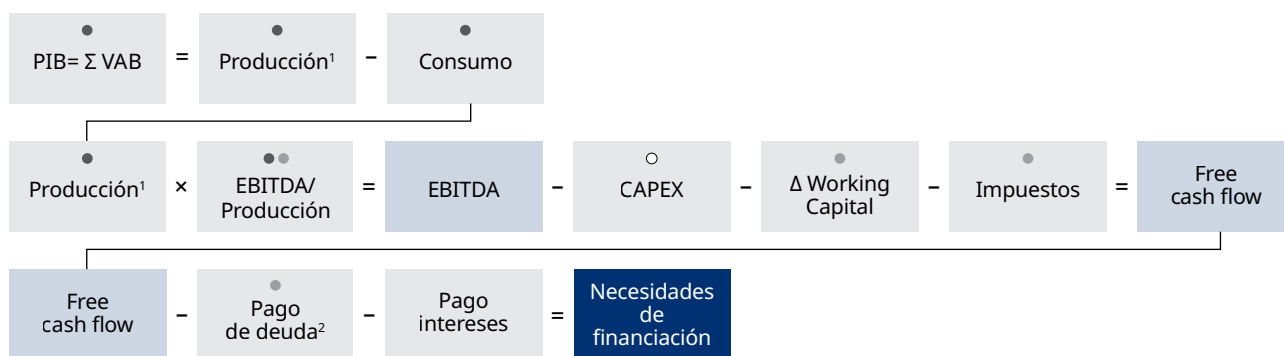 PIB= Σ VAB = Producción¹ – Consumo
Producción¹ × EBITDA/
Producción = EBITDA – CAPEX – Δ Working
Capital – Impuestos = Free
cash flow
Free
cash flow – Pago
de deuda² – Pago
intereses = Necesidades
de
financiación